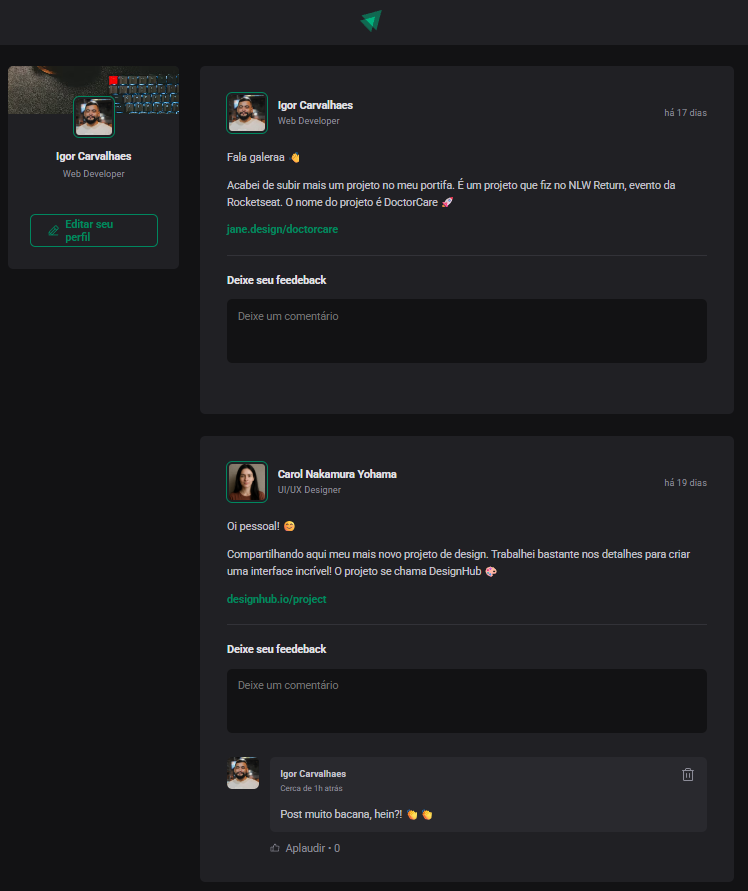 Igor Carvalhaes
Web Developer
Editar seu
perfil
Igor Carvalhaes
Web Developer
há 17 dias
Fala galeraa 👋
Acabei de subir mais um projeto no meu portifa. É um projeto que fiz no NLW Return, evento da
Rocketseat. O nome do projeto é DoctorCare 🚀
jane.design/doctorcare
Deixe seu feedeback
Deixe um comentário
Carol Nakamura Yohama
UI/UX Designer
há 19 dias
Oi pessoal! 😊
Compartilhando aqui meu mais novo projeto de design. Trabalhei bastante nos detalhes para criar
uma interface incrível! O projeto se chama DesignHub 🎨
designhub.io/project
Deixe seu feedeback
Deixe um comentário
Igor Carvalhaes
Cerca de 1h atrás
Post muito bacana, hein?! 👏 👏
Aplaudir • 0